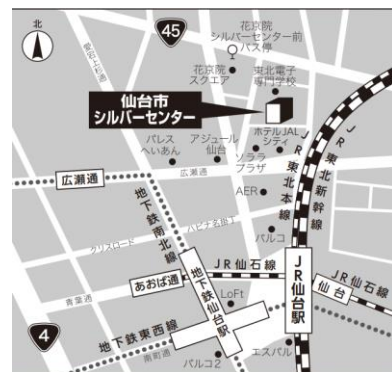 北
45
花京院
シルバーセンター前
バス停
愛宕上杉通
花京院
スクエア
東北電子
専門学校
仙台市
シルバーセンター
ホテルJAL
シティ
パレス
へいあん
アジュール
仙台
ソララ
プラザ
JR東北新幹線
JR東北本線
広瀬通
広瀬通
地下鉄南北線
AER
ハピナ名掛丁
クリスロード
パルコ
JR仙石線
あおば通
青葉通
地下鉄仙台駅
LoFt
JR仙台駅
仙台
JR仙石線
4
地下鉄東西線
南町通
パルコ2
エスパル